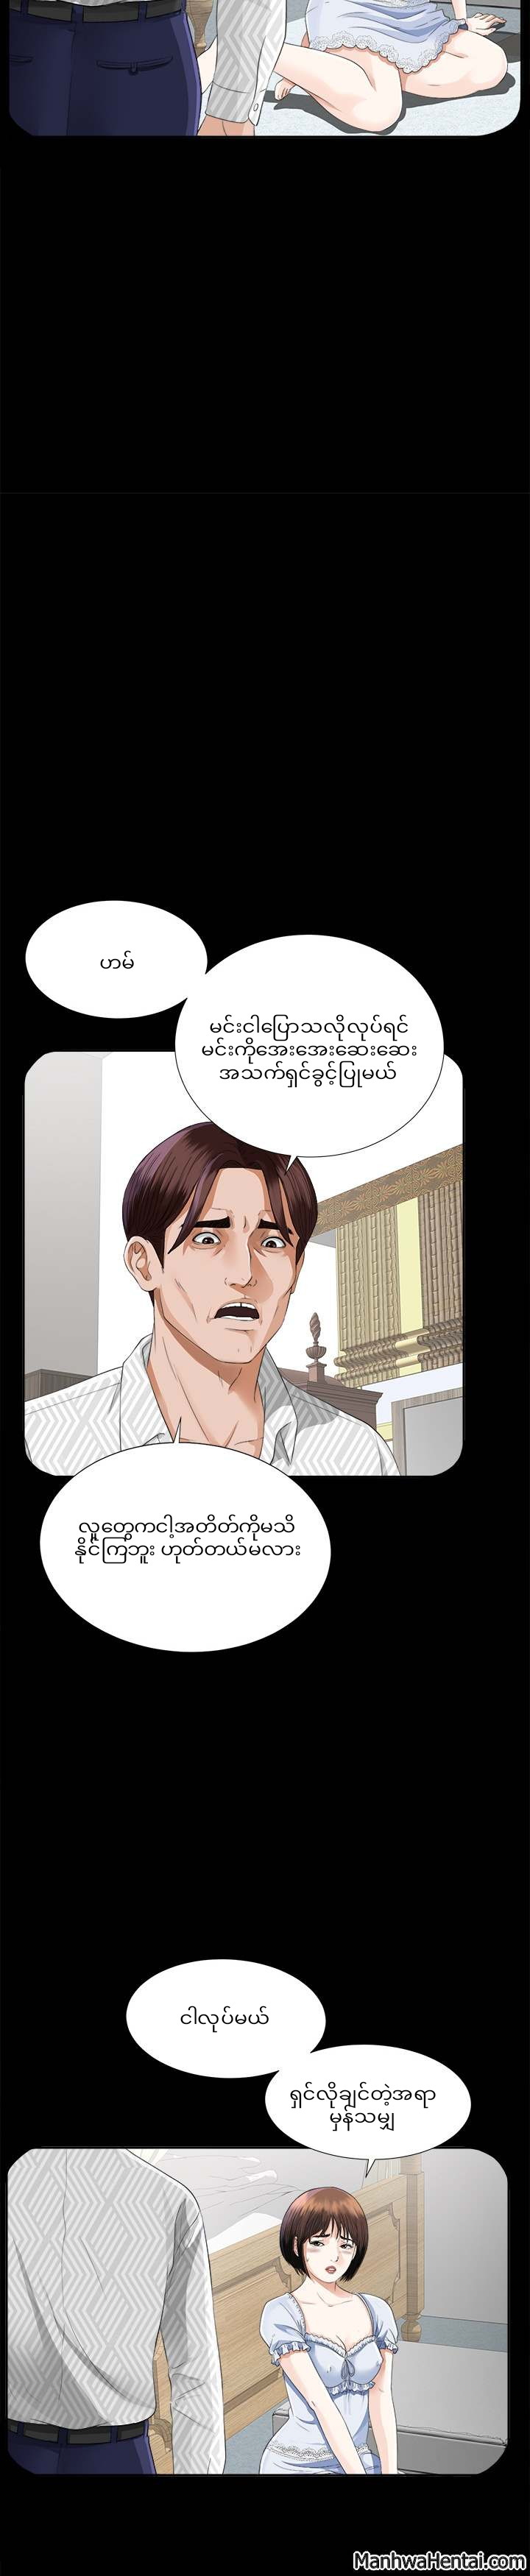 ဟမ်
မင်းငါပြောသလိုလုပ်ရင်
မင်းကိုအေးအေးဆေးဆေး
အသက်ရှင်ခွင့်ပြုမယ်
လူတွေကငါ့အတိတ်ကိုမသိ
နိုင်ကြဘူး ဟုတ်တယ်မလား
ငါလုပ်မယ်
ရှင်လိုချင်တဲ့အရာ
မှန်သမျှ
ManhwaHentai.com